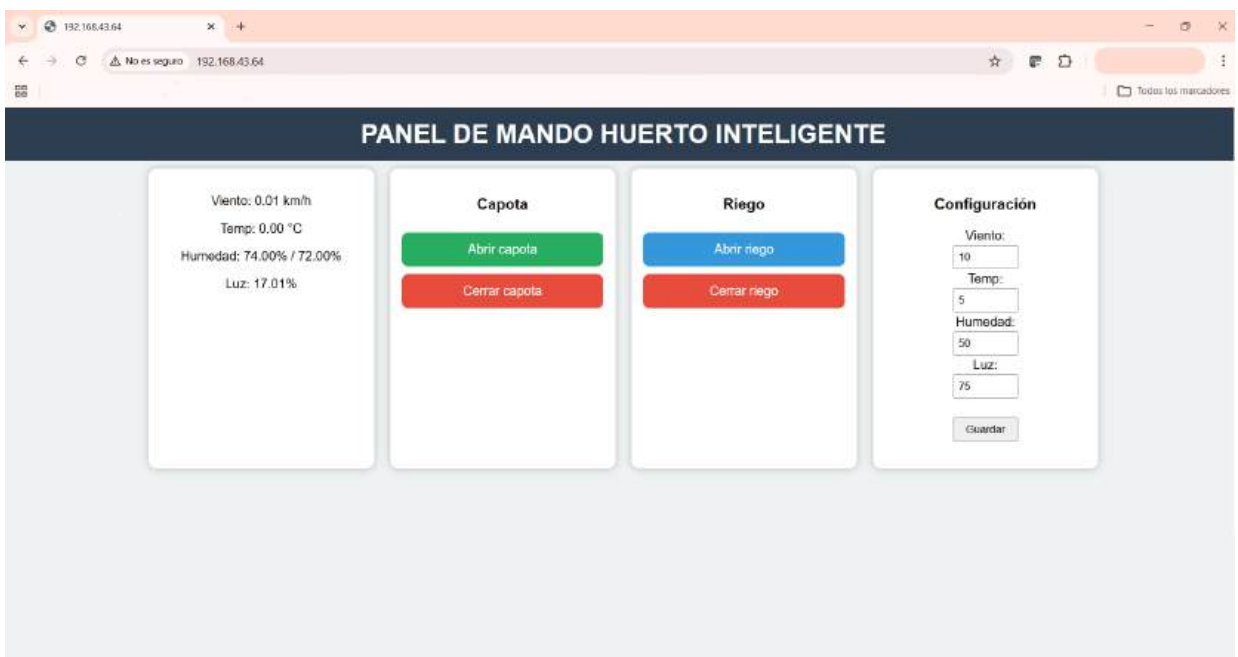 192.168.43.64
No es seguro 192.168.43.64
Todos los marcadores
PANEL DE MANDO HUERTO INTELIGENTE
Viento: 0.01 km/h
Temp: 0.00 °C
Humedad: 74.00% / 72.00%
Luz: 17.01%
Capota
Abrir capota
Cerrar capota
Riego
Abrir riego
Cerrar riego
Configuración
Viento:
10
Temp:
5
Humedad:
50
Luz:
75
Guardar